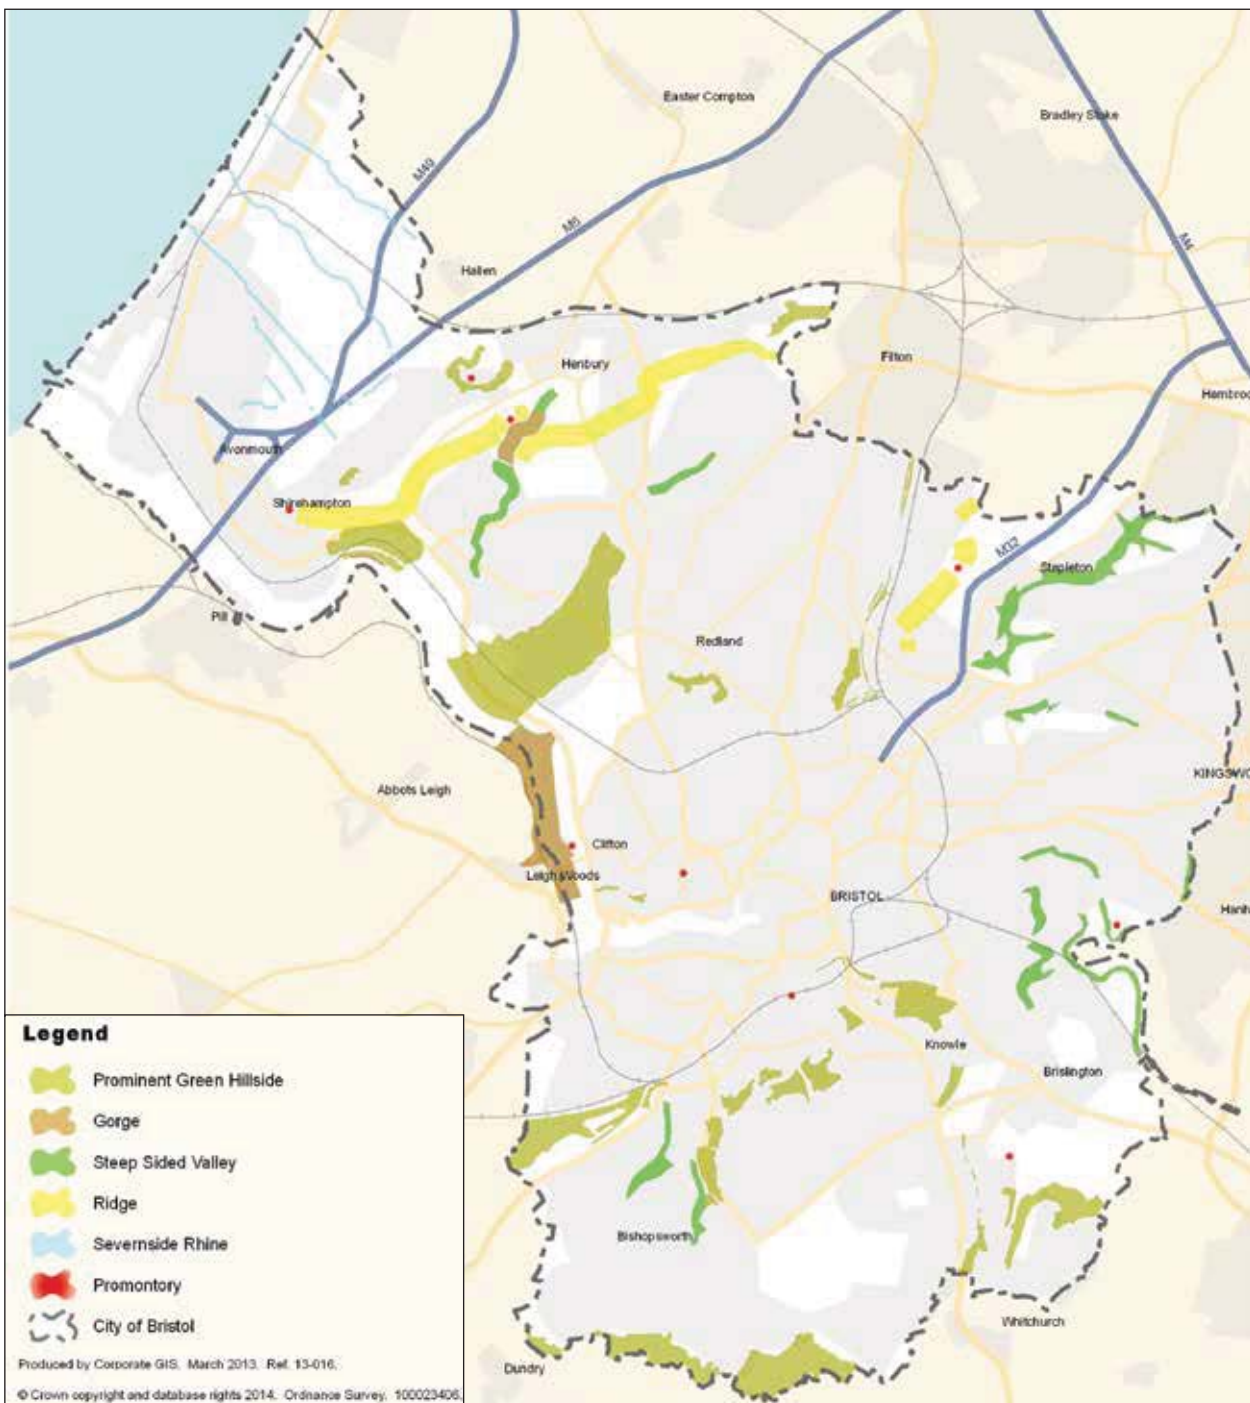 Easter Compton
Bradley Stoke
M49
M5
M4
Hallen
Henbury
Filton
Hambrook
Avonmouth
Shirehampton
M32
Stapleton
Pill
Redland
KINGSWO
Abbots Leigh
Clifton
Leigh Woods
BRISTOL
Hanh
Knowle
Brislington
Bishopsworth
Whitchurch
Dundry
Legend
Prominent Green Hillside
Gorge
Steep Sided Valley
Ridge
Severnside Rhine
Promontory
City of Bristol
Produced by Corporate GIS. March 2013. Ref. 13-016.
© Crown copyright and database rights 2014. Ordnance Survey. 100023406.